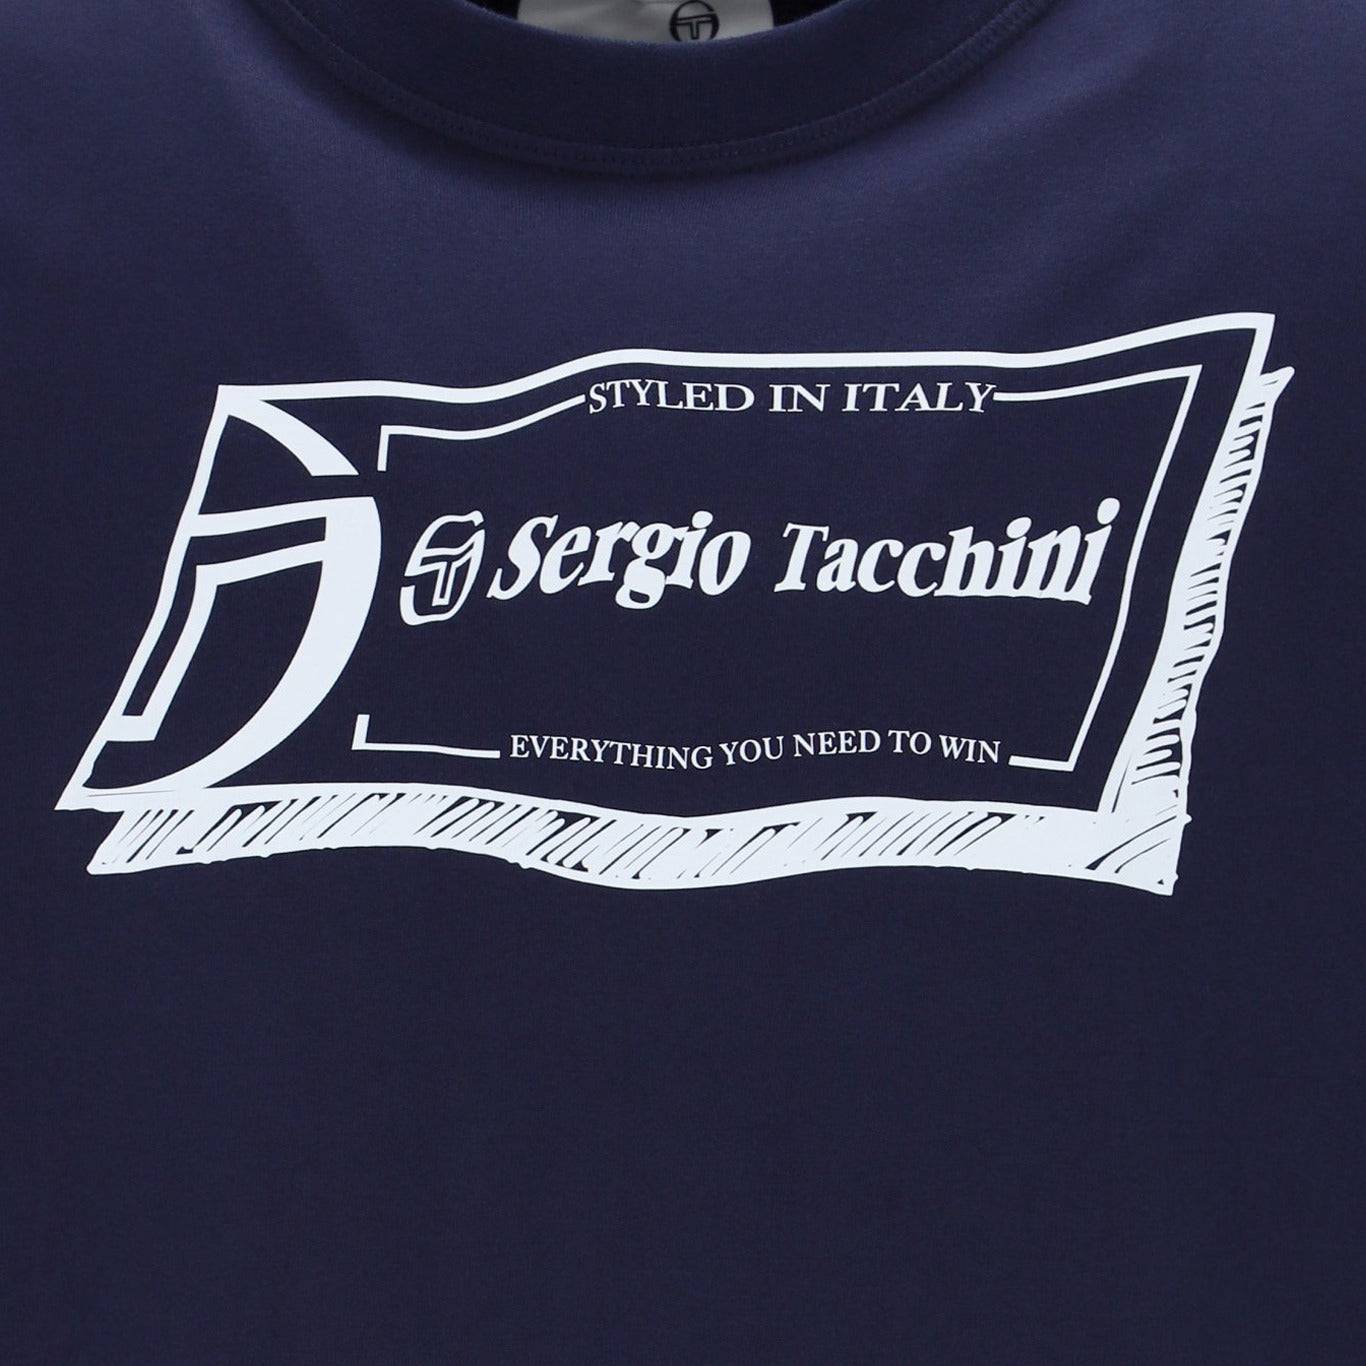 STYLED IN ITALY
Sergio Tacchini
EVERYTHING YOU NEED TO WIN